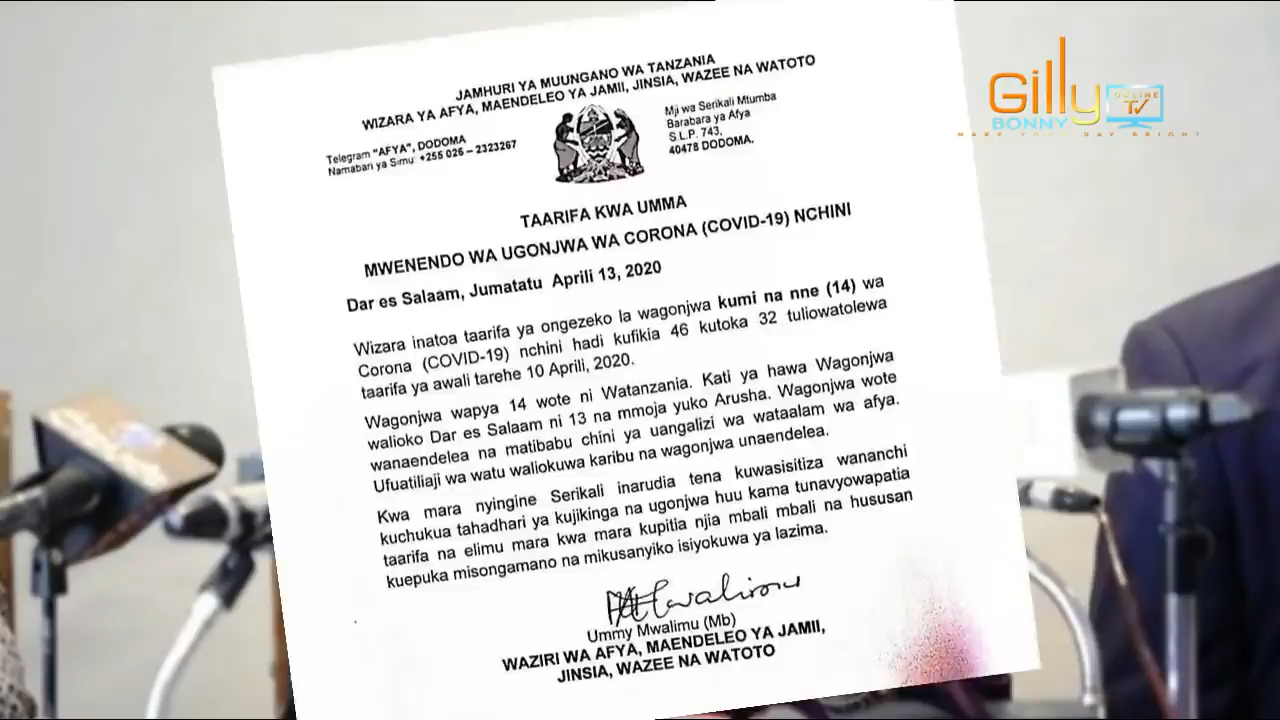 JAMHURI YA MUUNGANO WA TANZANIA
WIZARA YA AFYA, MAENDELEO YA JAMII, JINSIA, WAZEE NA WATOTO
Telegram "AFYA", DODOMA
Namabari ya Simu: +255 026 – 2323267
Mji wa Serikali Mtumba
Barabara ya Afya
S.L.P. 743,
40478 DODOMA.
TAARIFA KWA UMMA
MWENENDO WA UGONJWA WA CORONA (COVID-19) NCHINI
Dar es Salaam, Jumatatu Aprili 13, 2020
Wizara inatoa taarifa ya ongezeko la wagonjwa kumi na nne (14) wa
Corona (COVID-19) nchini hadi kufikia 46 kutoka 32 tuliowatolewa
taarifa ya awali tarehe 10 Aprili, 2020.
Wagonjwa wapya 14 wote ni Watanzania. Kati ya hawa Wagonjwa
walioko Dar es Salaam ni 13 na mmoja yuko Arusha. Wagonjwa wote
wanaendelea na matibabu chini ya uangalizi wa wataalam wa afya.
Ufuatiliaji wa watu waliokuwa karibu na wagonjwa unaendelea.
Kwa mara nyingine Serikali inarudia tena kuwasisitiza wananchi
kuchukua tahadhari ya kujikinga na ugonjwa huu kama tunavyowapatia
taarifa na elimu mara kwa mara kupitia njia mbali mbali na hususan
kuepuka misongamano na mikusanyiko isiyokuwa ya lazima.
Ummy Mwalimu (Mb)
WAZIRI WA AFYA, MAENDELEO YA JAMII,
JINSIA, WAZEE NA WATOTO
Gilly
BONNY
ONLINE
TV
MAKE YOUR DAY BRIGHT